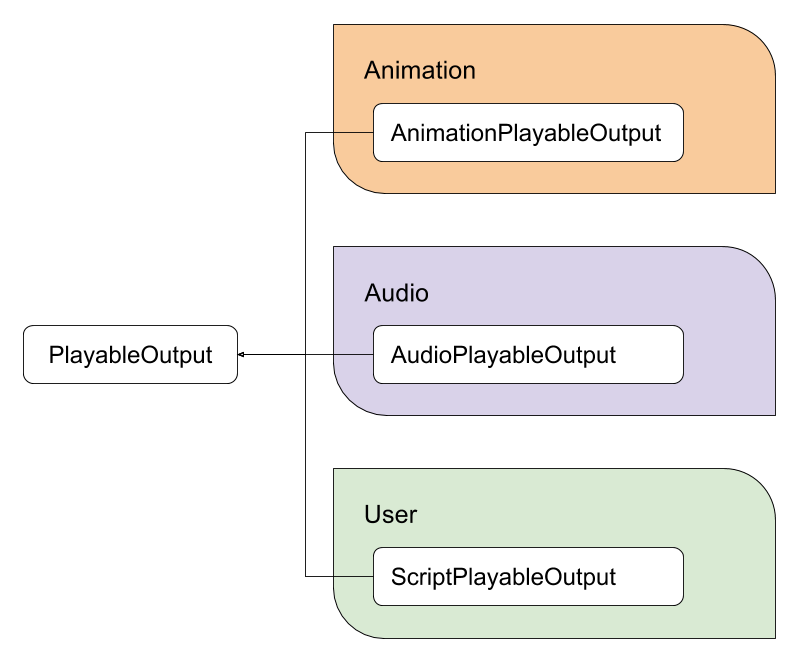 Animation
AnimationPlayableOutput
Audio
PlayableOutput
AudioPlayableOutput
User
ScriptPlayableOutput